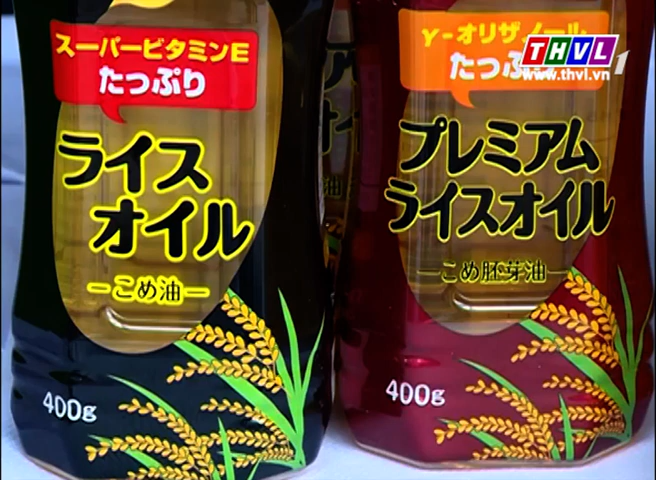 スーパービタミンE
たっぷり
ライス
オイル
ーこめ油ー
400g
γ-オリザノール
たっぷり
プレミアム
ライスオイル
ーこめ胚芽油ー
400g
THVL1
www.thvl.vn